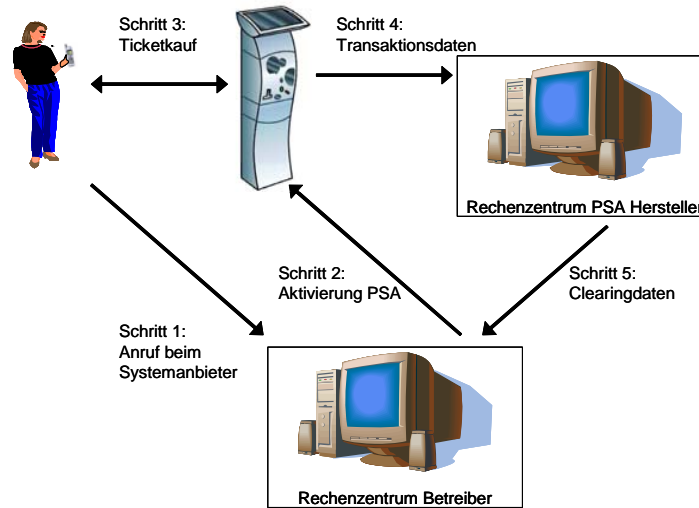 Schritt 3:
Ticketkauf
Schritt 4:
Transaktionsdaten
Rechenzentrum PSA Hersteller
Schritt 2:
Aktivierung PSA
Schritt 5:
Clearingdaten
Schritt 1:
Anruf beim
Systemanbieter
Rechenzentrum Betreiber